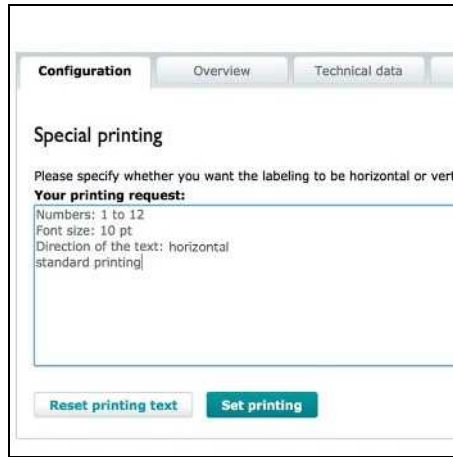 Configuration Overview Technical data
Special printing
Please specify whether you want the labeling to be horizontal or vert
Your printing request:
Numbers: 1 to 12
Font size: 10 pt
Direction of the text: horizontal
standard printing
Reset printing text Set printing